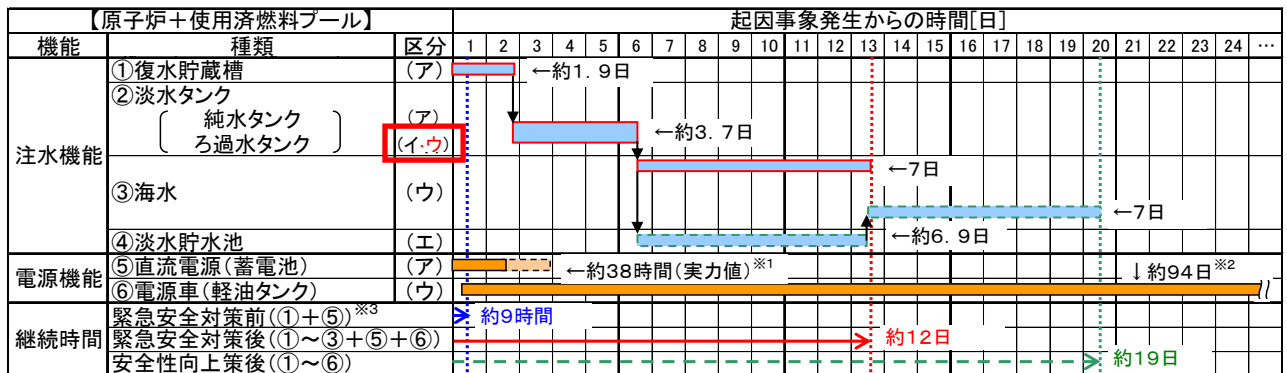 【原子炉＋使用済燃料プール】 起因事象発生からの時間[日]
機能 種類 区分 1 2 3 4 5 6 7 8 9 10 11 12 13 14 15 16 17 18 19 20 21 22 23 24 …
注水機能
①復水貯蔵槽 (ア) ←約1．9日
②淡水タンク
純水タンク (ア)
ろ過水タンク (イ・ウ) ←約3．7日
←7日
③海水 (ウ)
←7日
④淡水貯水池 (エ) ←約6．9日
電源機能
⑤直流電源(蓄電池) (ア) ←約38時間(実力値)※1 ↓約94日※2
⑥電源車(軽油タンク) (ウ)
継続時間
緊急安全対策前(①＋⑤)※3 約9時間
緊急安全対策後(①～③＋⑤＋⑥) 約12日
安全性向上策後(①～⑥) 約19日